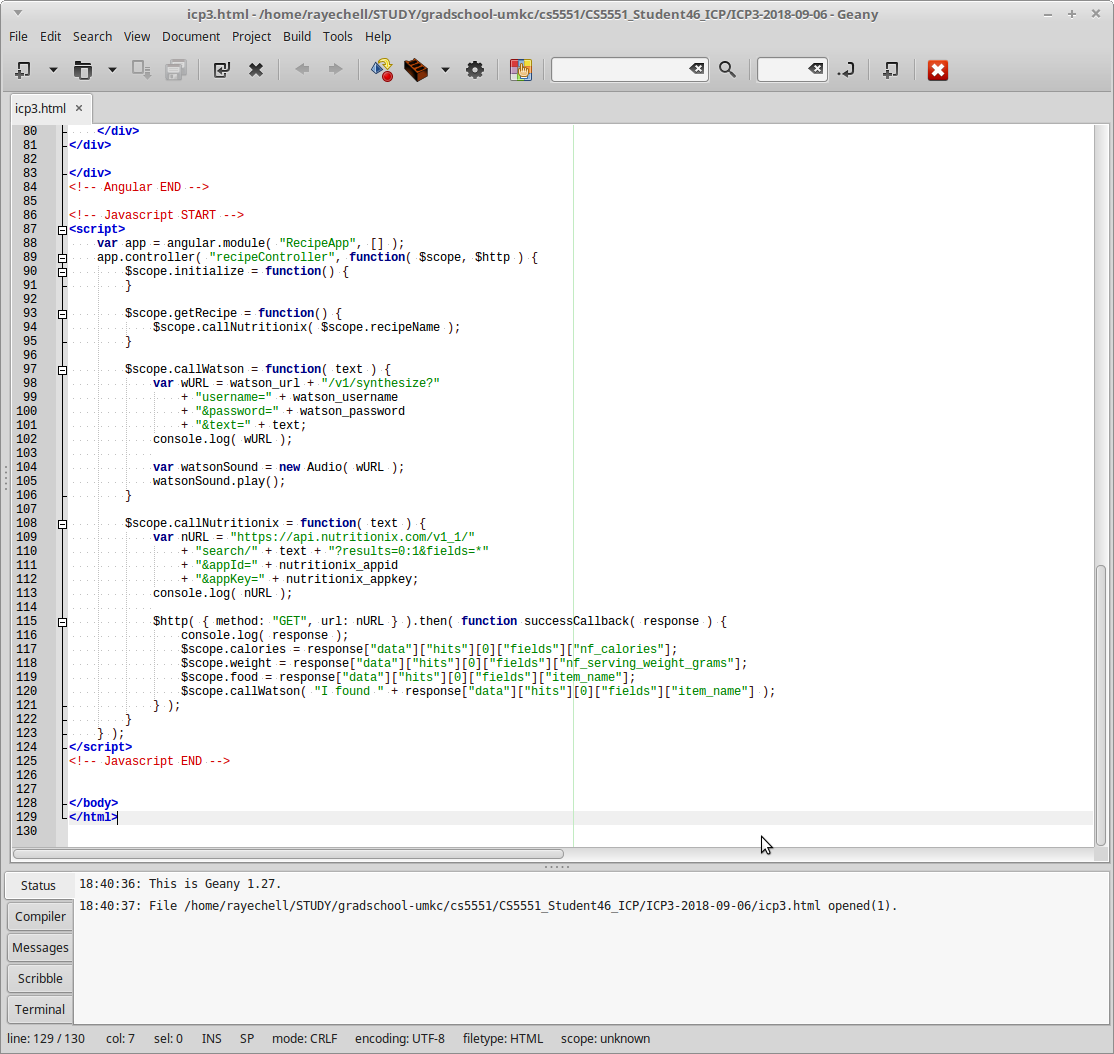 icp3.html - /home/rayechell/STUDY/gradschool-umkc/cs5551/CS5551_Student46_ICP/ICP3-2018-09-06 - Geany
File Edit Search View Document Project Build Tools Help
icp3.html
80     </div>
81 </div>
82
83 </div>
84 <!-- Angular END -->
85
86 <!-- Javascript START -->
87 <script>
88     var app = angular.module( "RecipeApp", [] );
89     app.controller( "recipeController", function( $scope, $http ) {
90         $scope.initialize = function() {
91         }
92
93         $scope.getRecipe = function() {
94             $scope.callNutritionix( $scope.recipeName );
95         }
96
97         $scope.callWatson = function( text ) {
98             var wURL = watson_url + "/v1/synthesize?"
99                 + "username=" + watson_username
100                 + "&password=" + watson_password
101                 + "&text=" + text;
102             console.log( wURL );
103
104             var watsonSound = new Audio( wURL );
105             watsonSound.play();
106         }
107
108         $scope.callNutritionix = function( text ) {
109             var nURL = "https://api.nutritionix.com/v1_1/"
110                 + "search/" + text + "?results=0:1&fields=*"
111                 + "&appId=" + nutritionix_appid
112                 + "&appKey=" + nutritionix_appkey;
113             console.log( nURL );
114
115             $http( { method: "GET", url: nURL } ).then( function successCallback( response ) {
116                 console.log( response );
117                 $scope.calories = response["data"]["hits"][0]["fields"]["nf_calories"];
118                 $scope.weight = response["data"]["hits"][0]["fields"]["nf_serving_weight_grams"];
119                 $scope.food = response["data"]["hits"][0]["fields"]["item_name"];
120                 $scope.callWatson( "I found " + response["data"]["hits"][0]["fields"]["item_name"] );
121             } );
122         }
123     } );
124 </script>
125 <!-- Javascript END -->
126
127
128 </body>
129 </html>
130
Status
18:40:36: This is Geany 1.27.
18:40:37: File /home/rayechell/STUDY/gradschool-umkc/cs5551/CS5551_Student46_ICP/ICP3-2018-09-06/icp3.html opened(1).
Compiler
Messages
Scribble
Terminal
line: 129 / 130 col: 7 sel: 0 INS SP mode: CRLF encoding: UTF-8 filetype: HTML scope: unknown